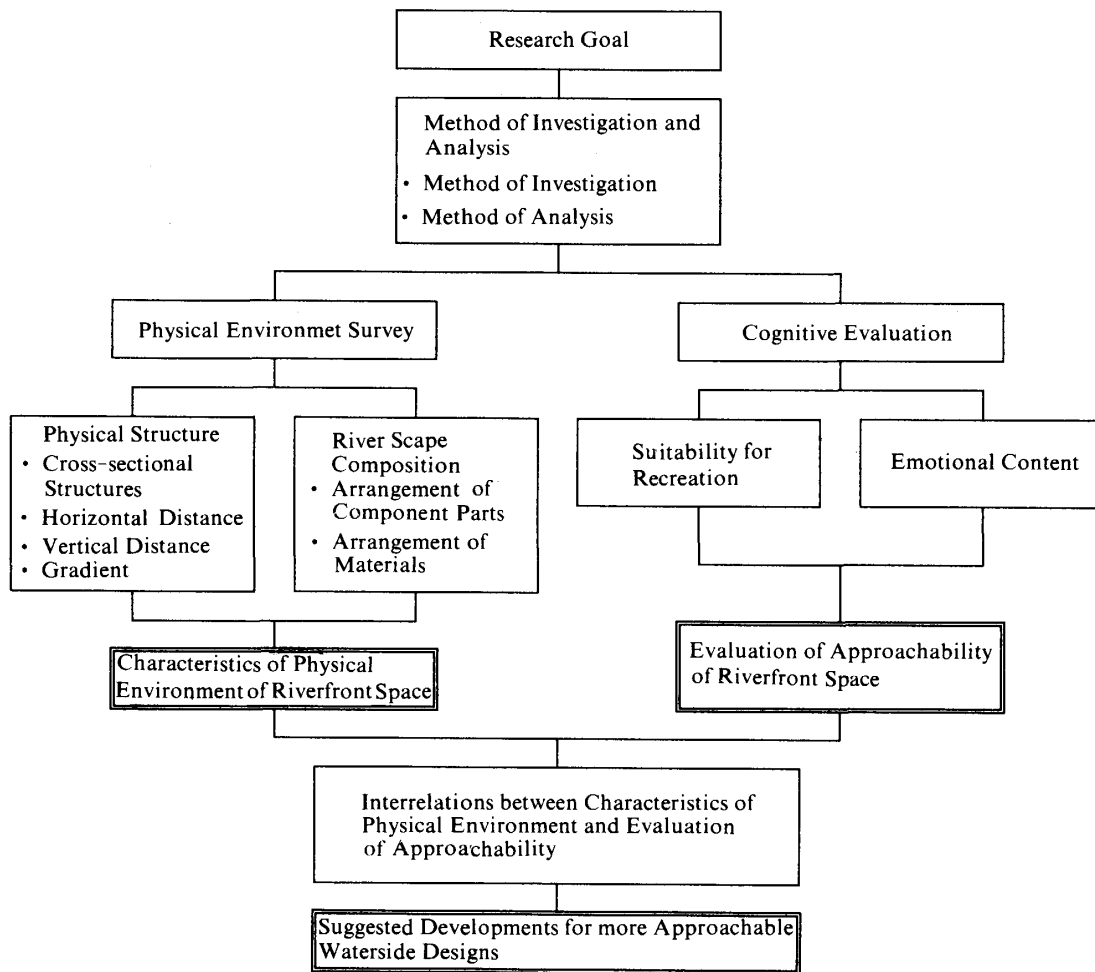 Research Goal
Method of Investigation and
Analysis
• Method of Investigation
• Method of Analysis
Physical Environmet Survey
Cognitive Evaluation
Physical Structure
• Cross-sectional
Structures
• Horizontal Distance
• Vertical Distance
• Gradient
River Scape
Composition
• Arrangement of
Component Parts
• Arrangement of
Materials
Suitability for
Recreation
Emotional Content
Characteristics of Physical
Environment of Riverfront Space
Evaluation of Approachability
of Riverfront Space
Interrelations between Characteristics of
Physical Environment and Evaluation
of Approachability
Suggested Developments for more Approachable
Waterside Designs